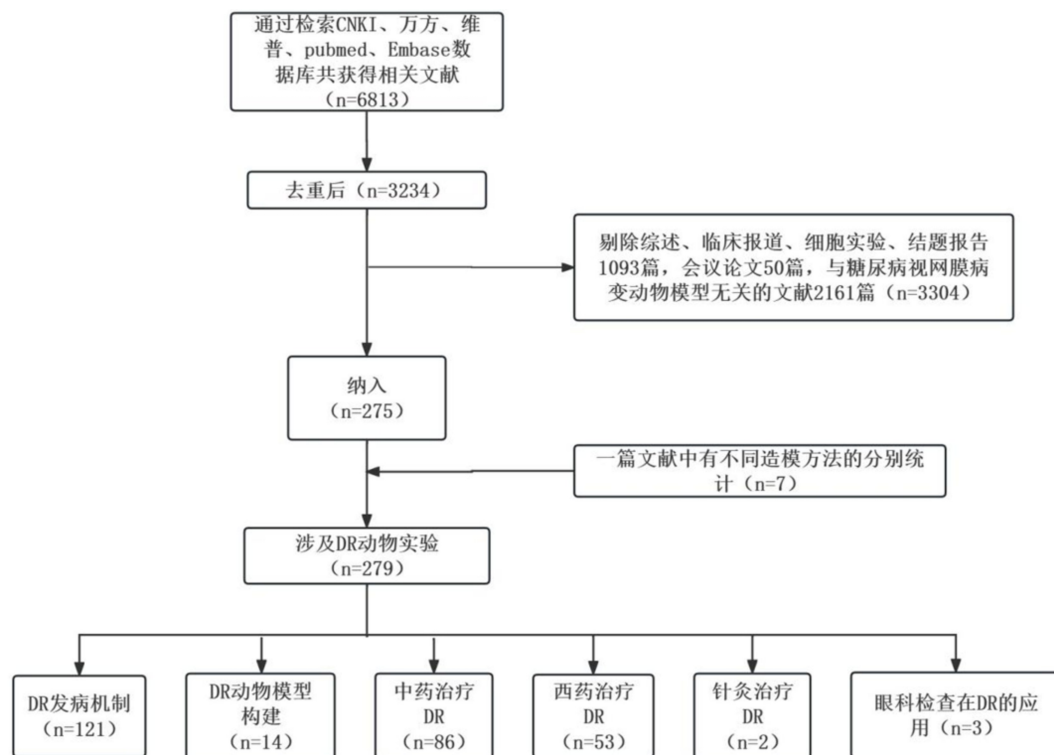 通过检索CNKI、万方、维
普、pubmed、Embase数
据库共获得相关文献
（n=6813）
去重后（n=3234）
剔除综述、临床报道、细胞实验、结题报告
1093篇，会议论文50篇，与糖尿病视网膜病
变动物模型无关的文献2161篇（n=3304）
纳入
（n=275）
一篇文献中有不同造模方法的分别统
计（n=7）
涉及DR动物实验
（n=279）
DR发病机制
（n=121）
DR动物模型
构建
（n=14）
中药治疗
DR
（n=86）
西药治疗
DR
（n=53）
针灸治疗
DR
（n=2）
眼科检查在DR的应
用（n=3）